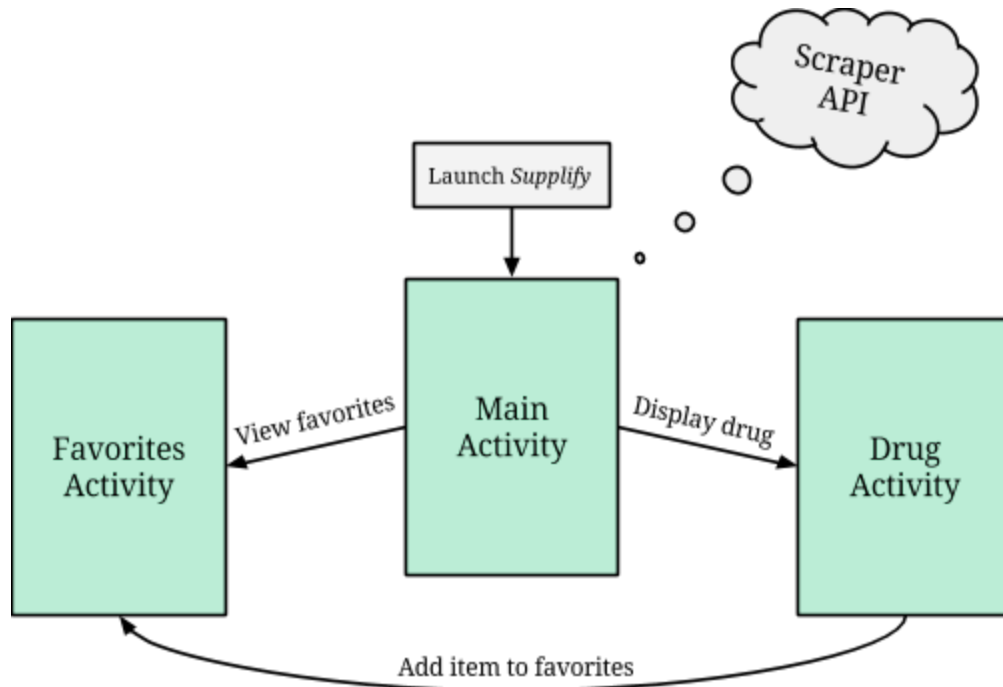 Scraper
API
Launch Supplify
Main
Activity
View favorites
Display drug
Favorites
Activity
Drug
Activity
Add item to favorites